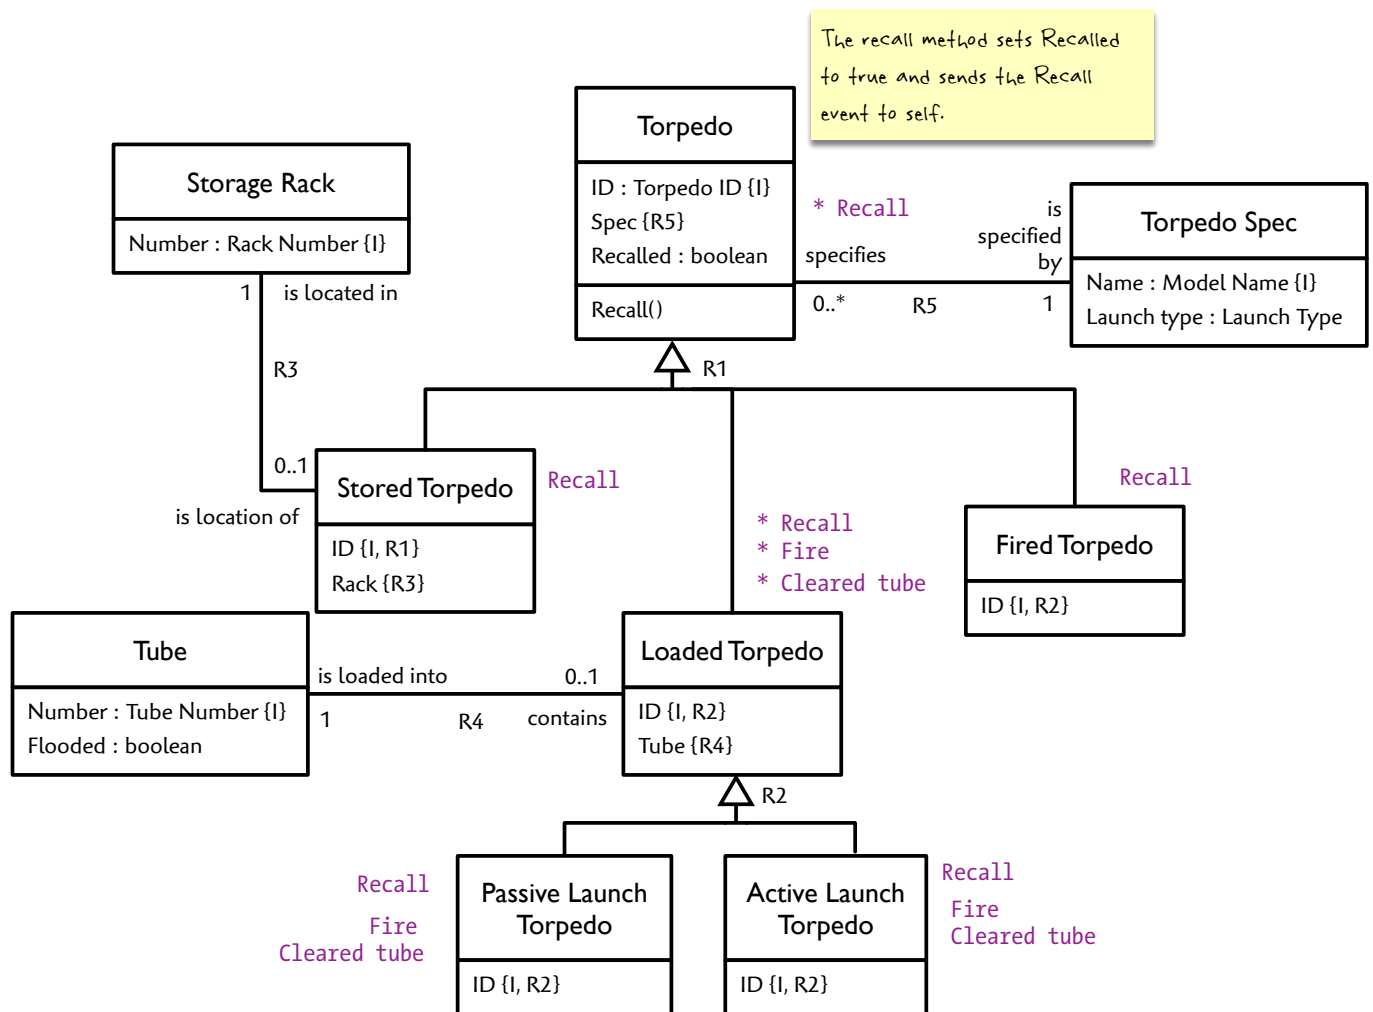 The recall method sets Recalled
to true and sends the Recall
event to self.
Torpedo
ID : Torpedo ID {I}
Spec {R5}
Recalled : boolean
Recall()
* Recall
specifies
0..*
R5
is
specified
by
1
Torpedo Spec
Name : Model Name {I}
Launch type : Launch Type
Storage Rack
Number : Rack Number {I}
1
is located in
R3
0..1
is location of
R1
Stored Torpedo
ID {I, R1}
Rack {R3}
Recall
* Recall
* Fire
* Cleared tube
Recall
Fired Torpedo
ID {I, R2}
Tube
Number : Tube Number {I}
Flooded : boolean
is loaded into
1
R4
0..1
contains
Loaded Torpedo
ID {I, R2}
Tube {R4}
R2
Recall
Fire
Cleared tube
Passive Launch
Torpedo
ID {I, R2}
Active Launch
Torpedo
ID {I, R2}
Recall
Fire
Cleared tube